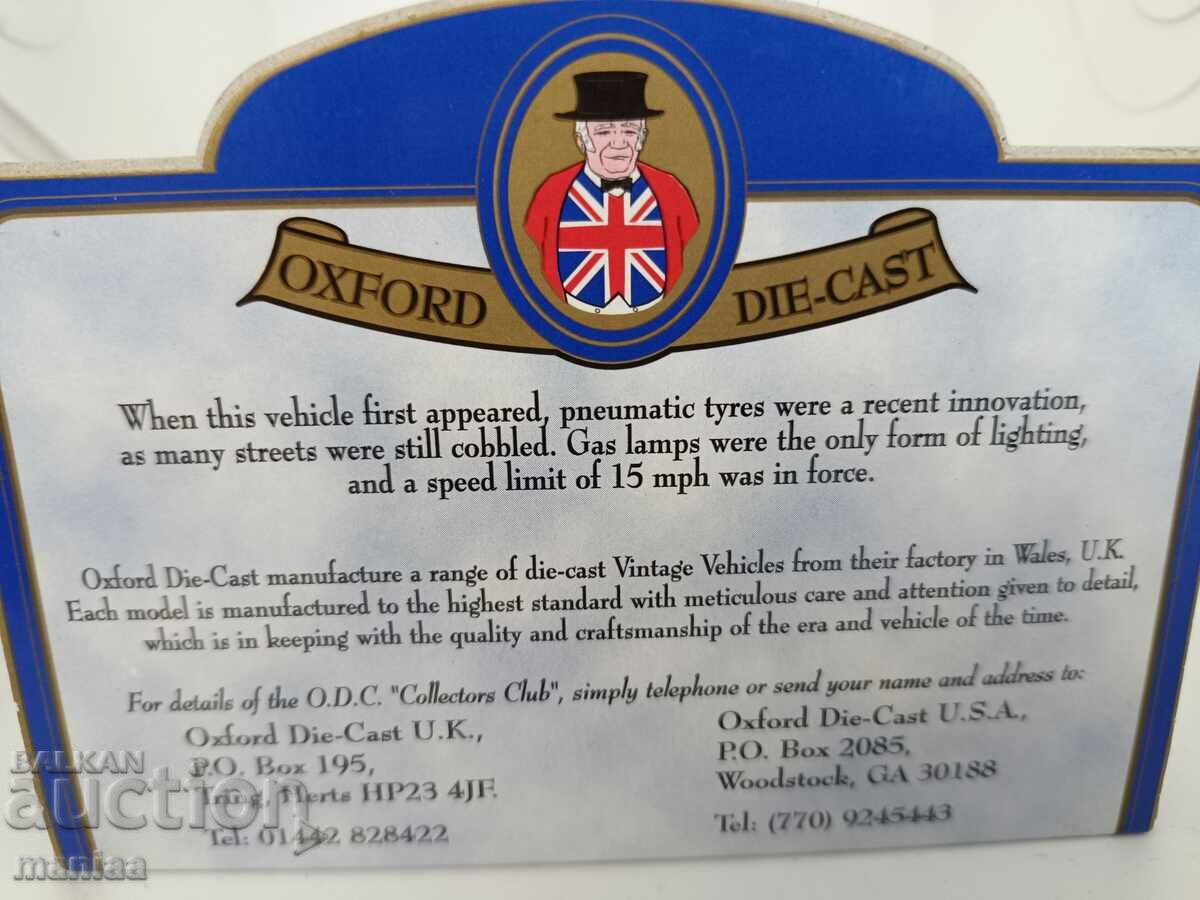 OXFORD DIE-CAST
When this vehicle first appeared, pneumatic tyres were a recent innovation,
as many streets were still cobbled. Gas lamps were the only form of lighting,
and a speed limit of 15 mph was in force.
Oxford Die-Cast manufacture a range of die-cast Vintage Vehicles from their factory in Wales, U.K.
Each model is manufactured to the highest standard with meticulous care and attention given to detail,
which is in keeping with the quality and craftsmanship of the era and vehicle of the time.
For details of the O.D.C. "Collectors Club", simply telephone or send your name and address to:
Oxford Die-Cast U.K.,
P.O. Box 195,
Tring, Herts HP23 4JF.
Tel: 01442 828422
Oxford Die-Cast U.S.A.,
P.O. Box 2085,
Woodstock, GA 30188
Tel: (770) 9245443
BALKAN
auction
maniaa